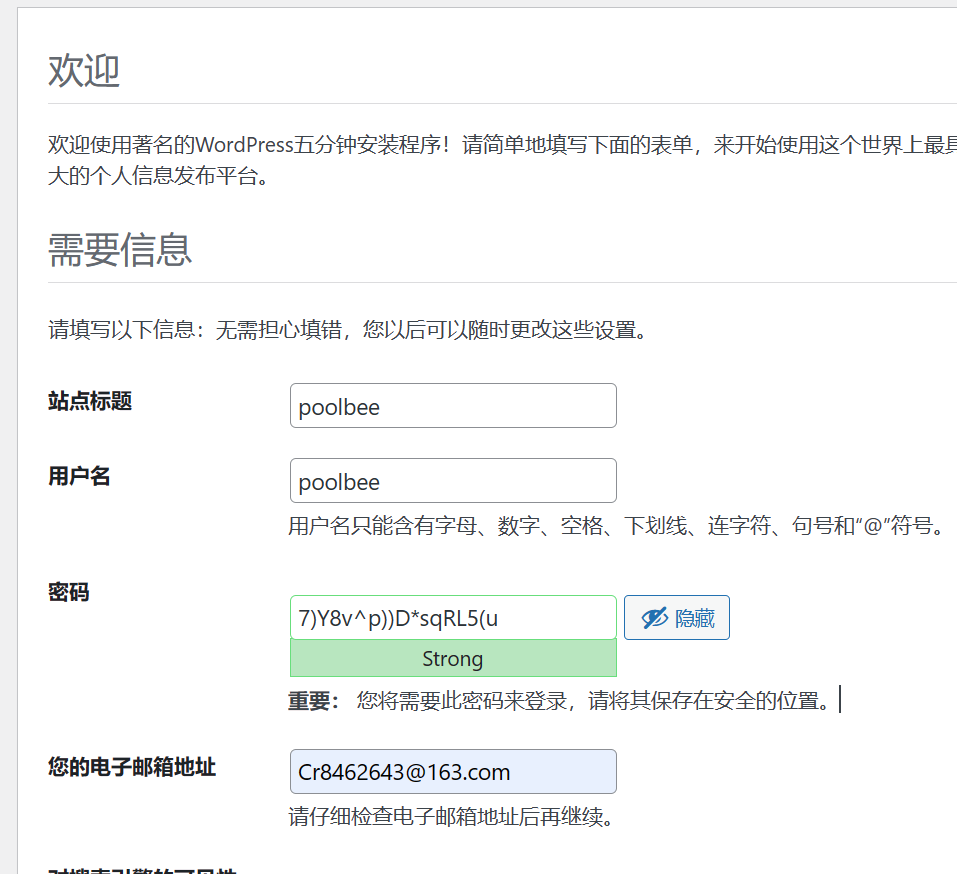 欢迎
欢迎使用著名的WordPress五分钟安装程序！请简单地填写下面的表单，来开始使用这个世界上最具
大的个人信息发布平台。
需要信息
请填写以下信息：无需担心填错，您以后可以随时更改这些设置。
站点标题
poolbee
用户名
poolbee
用户名只能含有字母、数字、空格、下划线、连字符、句号和“@”符号。
密码
7)Y8v^p))D*sqRL5(u
隐藏
Strong
重要： 您将需要此密码来登录，请将其保存在安全的位置。
您的电子邮箱地址
Cr8462643@163.com
请仔细检查电子邮箱地址后再继续。
对搜索引擎的可见性